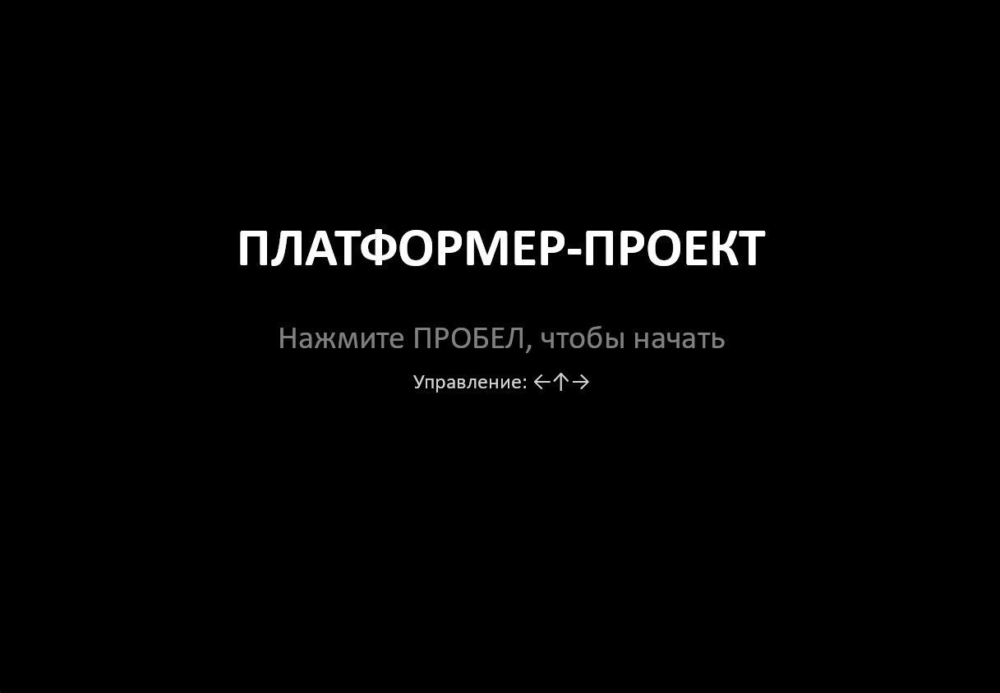 ПЛАТФОРМЕР-ПРОЕКТ
Нажмите ПРОБЕЛ, чтобы начать
Управление: ←↑→